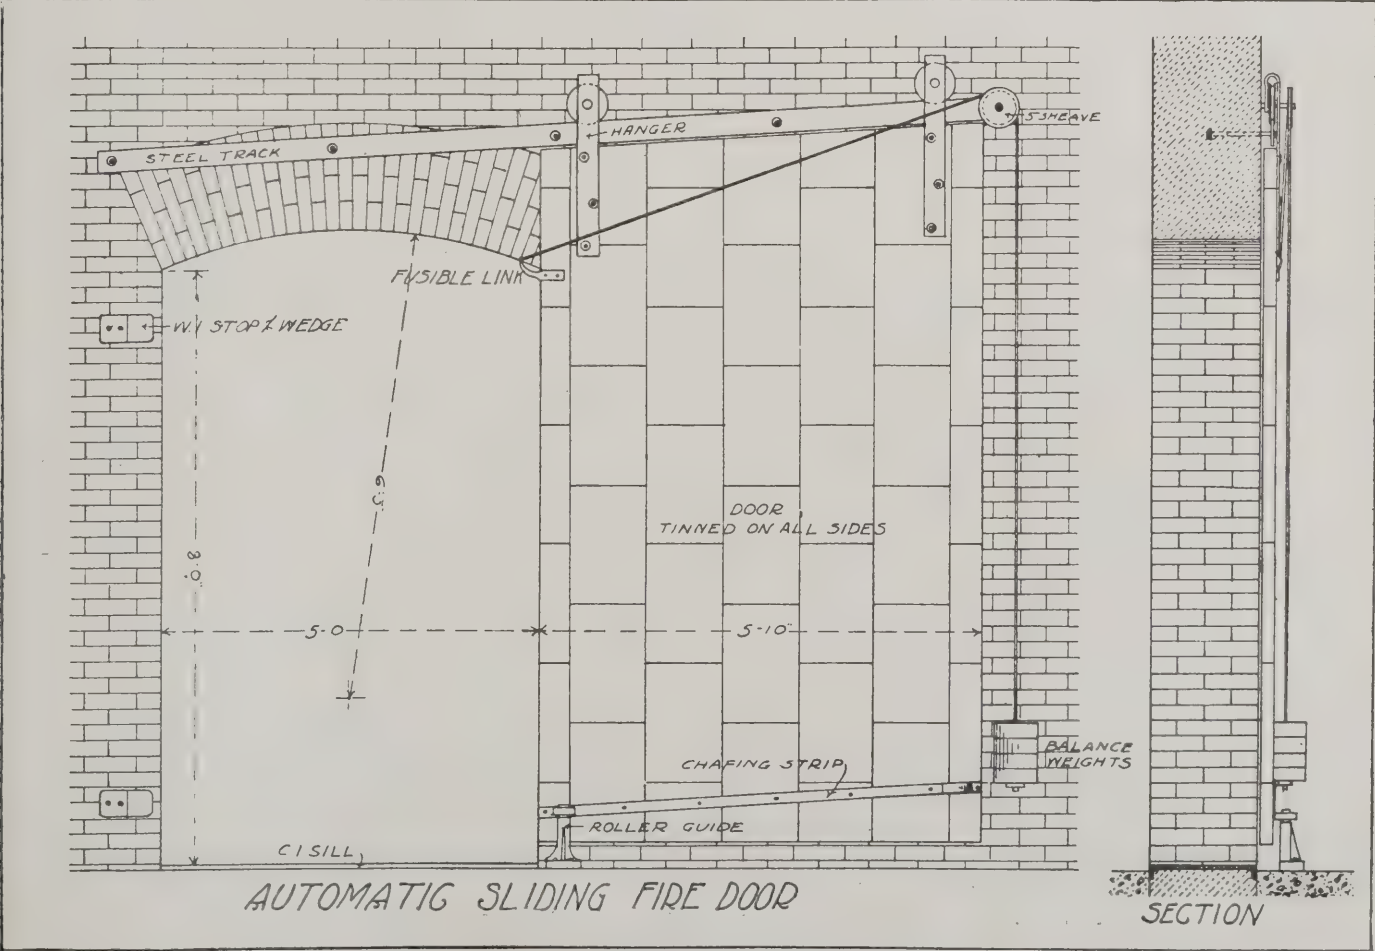 HANGER
5" SHEAVE
STEEL TRACK
FUSIBLE LINK
W.I STOP & WEDGE
6'-5"
DOOR
TINNED ON ALL SIDES
8'-0"
5-0
5-10"
BALANCE
WEIGHTS
CHAFING STRIP
ROLLER GUIDE
C I SILL
AUTOMATIC SLIDING FIRE DOOR
SECTION